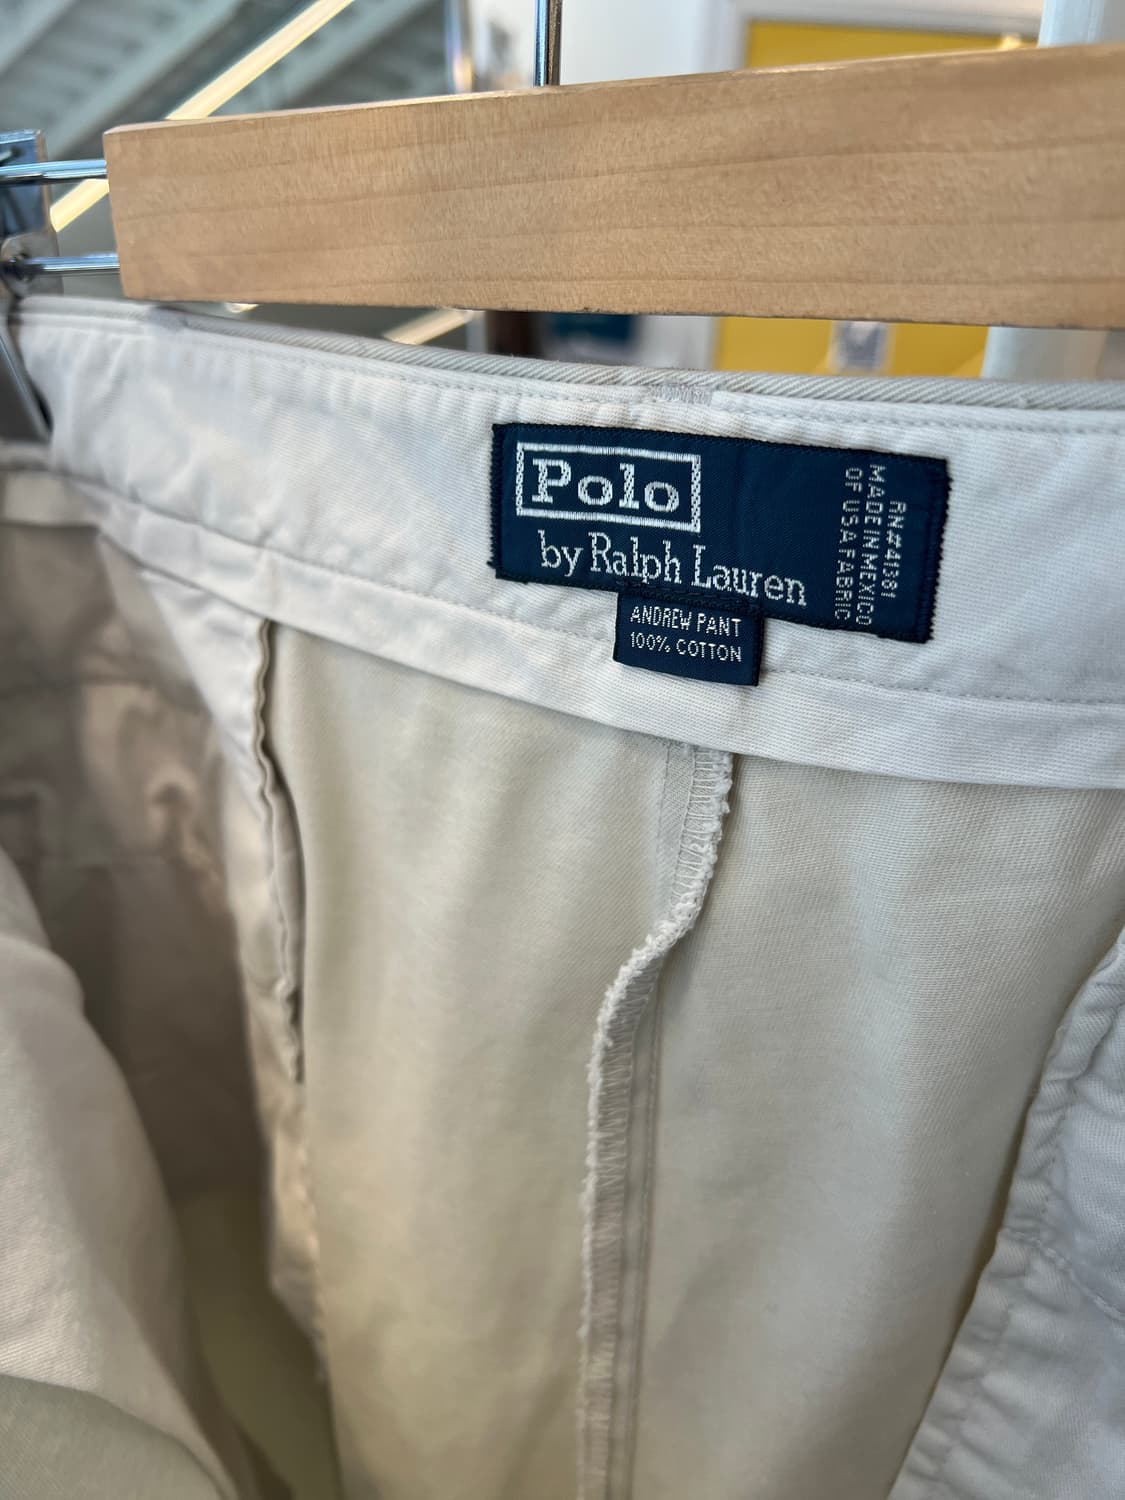 Polo
by Ralph Lauren
RN#41381
MADE IN MEXICO
OF USA FABRIC
ANDREW PANT
100% COTTON